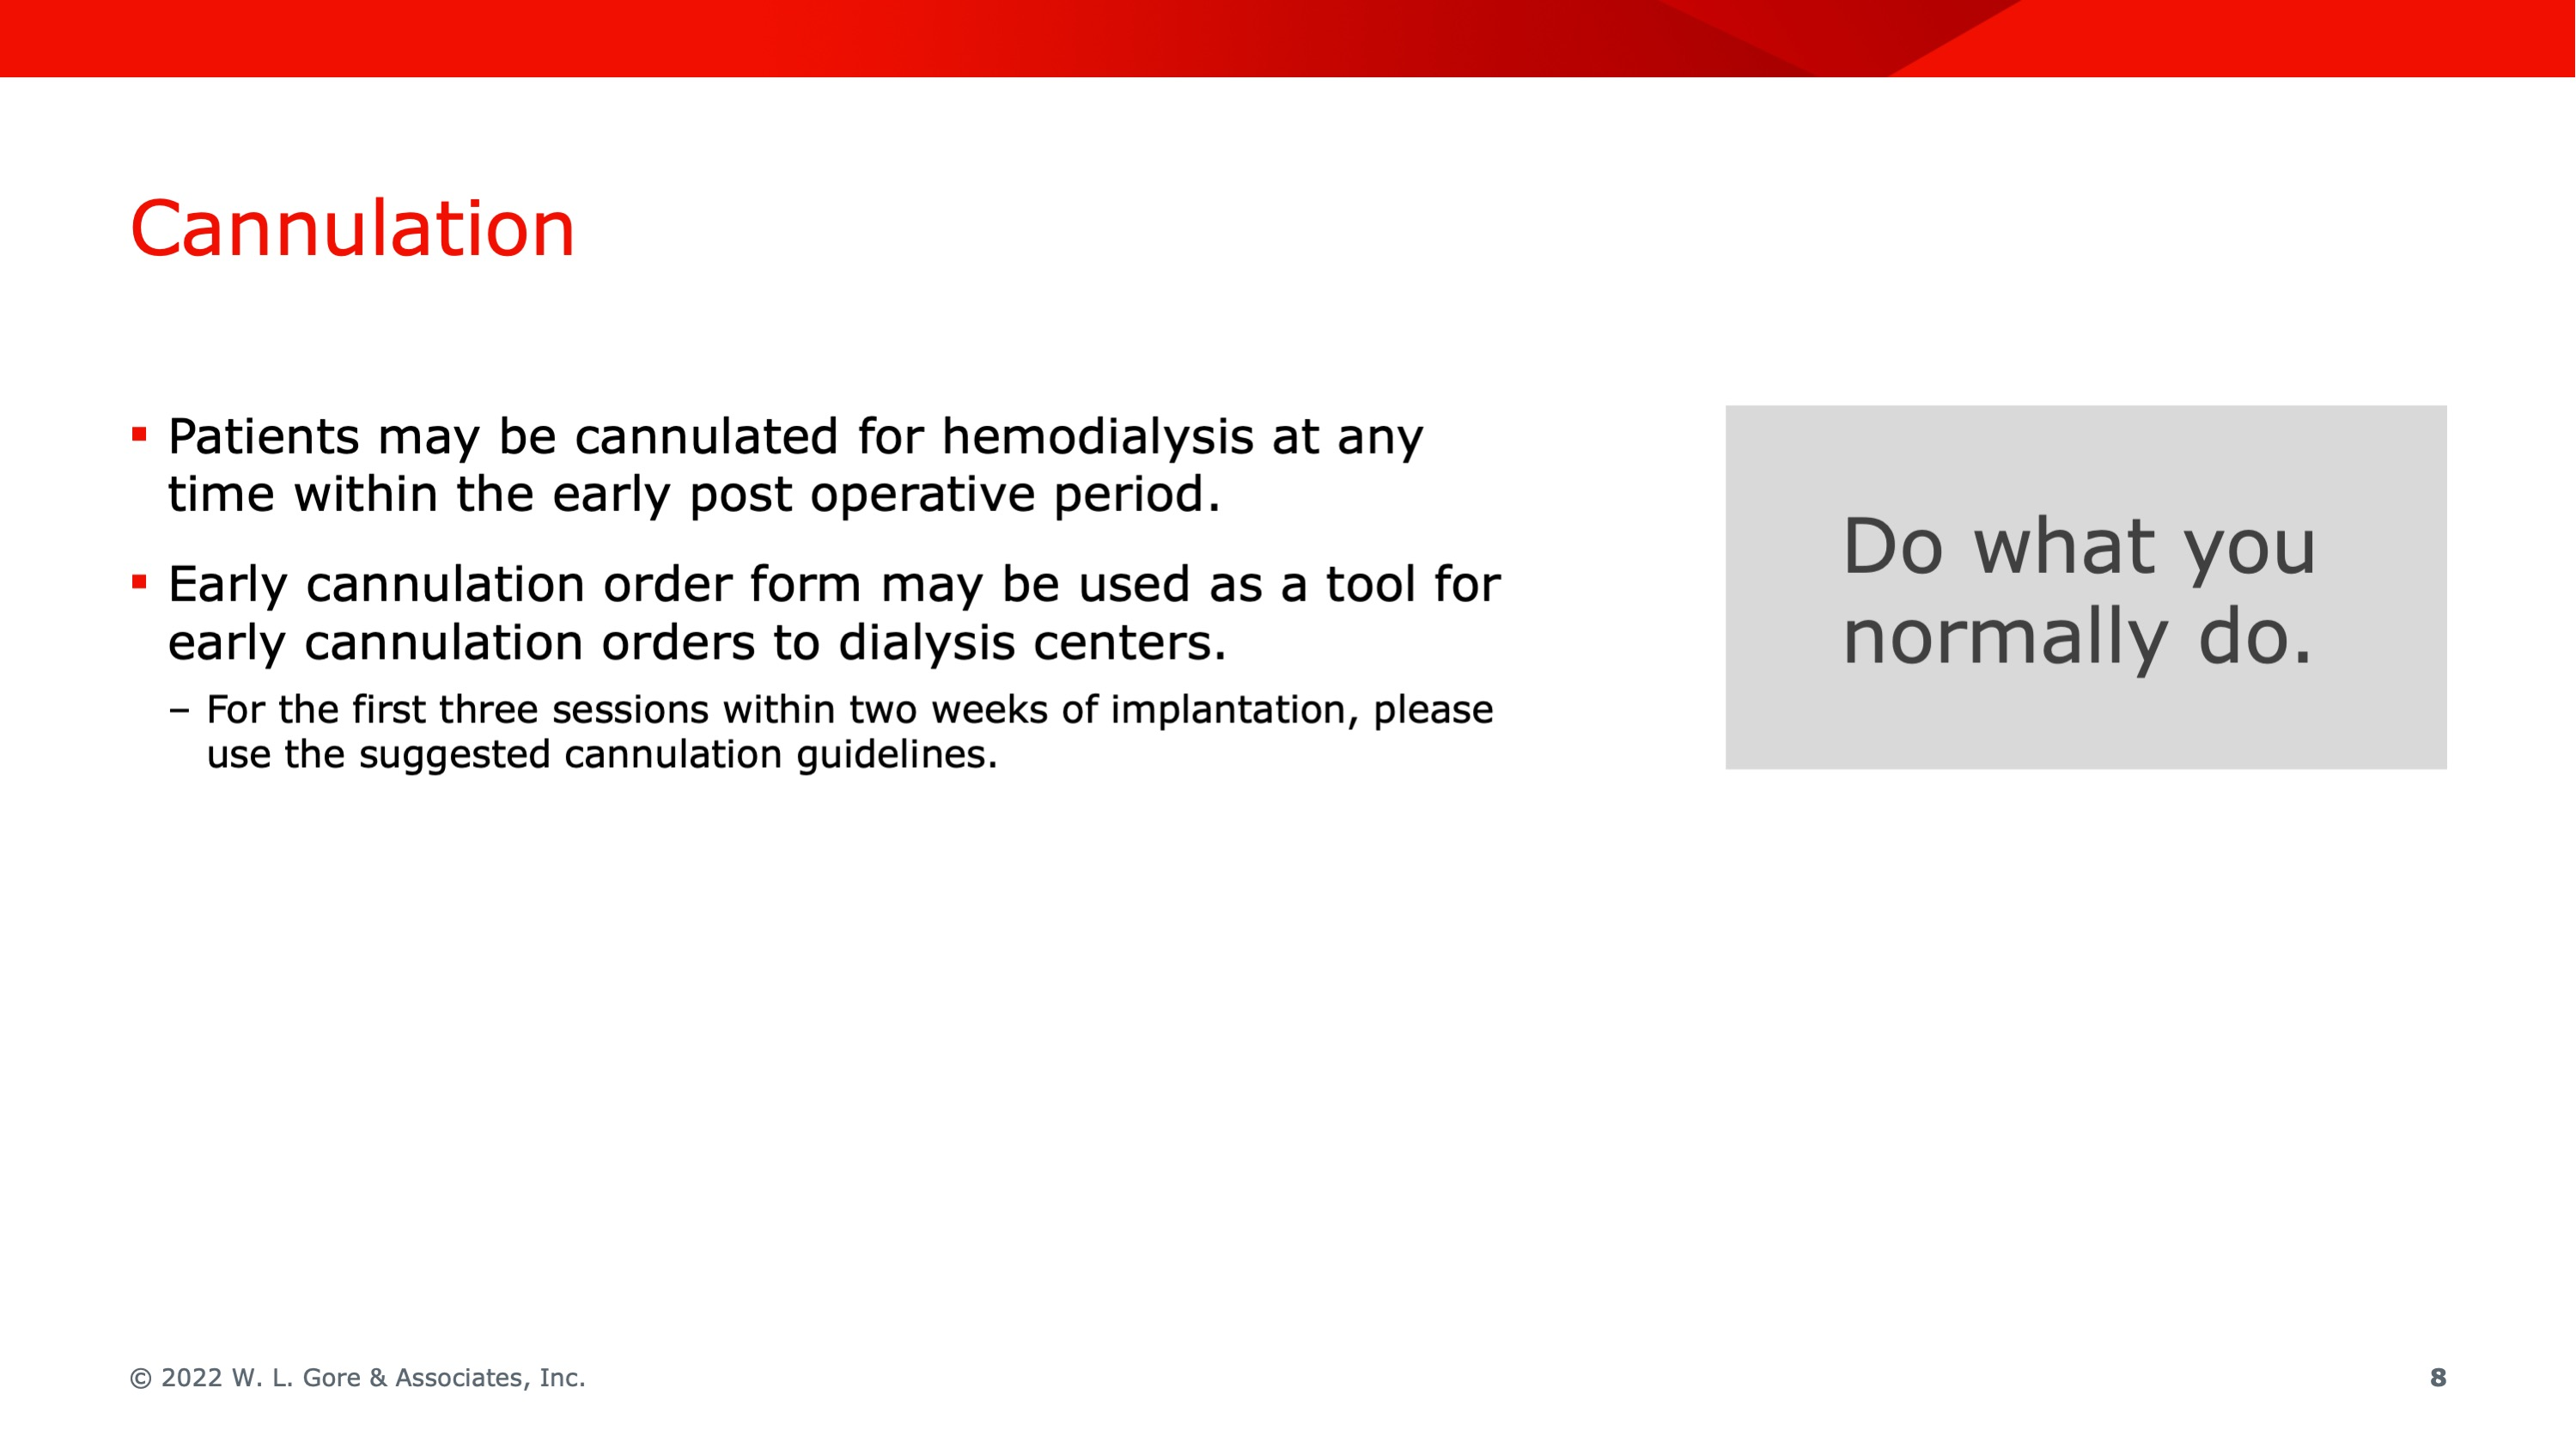 Cannulation
▪ Patients may be cannulated for hemodialysis at any
time within the early post operative period.
▪ Early cannulation order form may be used as a tool for
early cannulation orders to dialysis centers.
– For the first three sessions within two weeks of implantation, please
use the suggested cannulation guidelines.
Do what you
normally do.
© 2022 W. L. Gore & Associates, Inc.
8